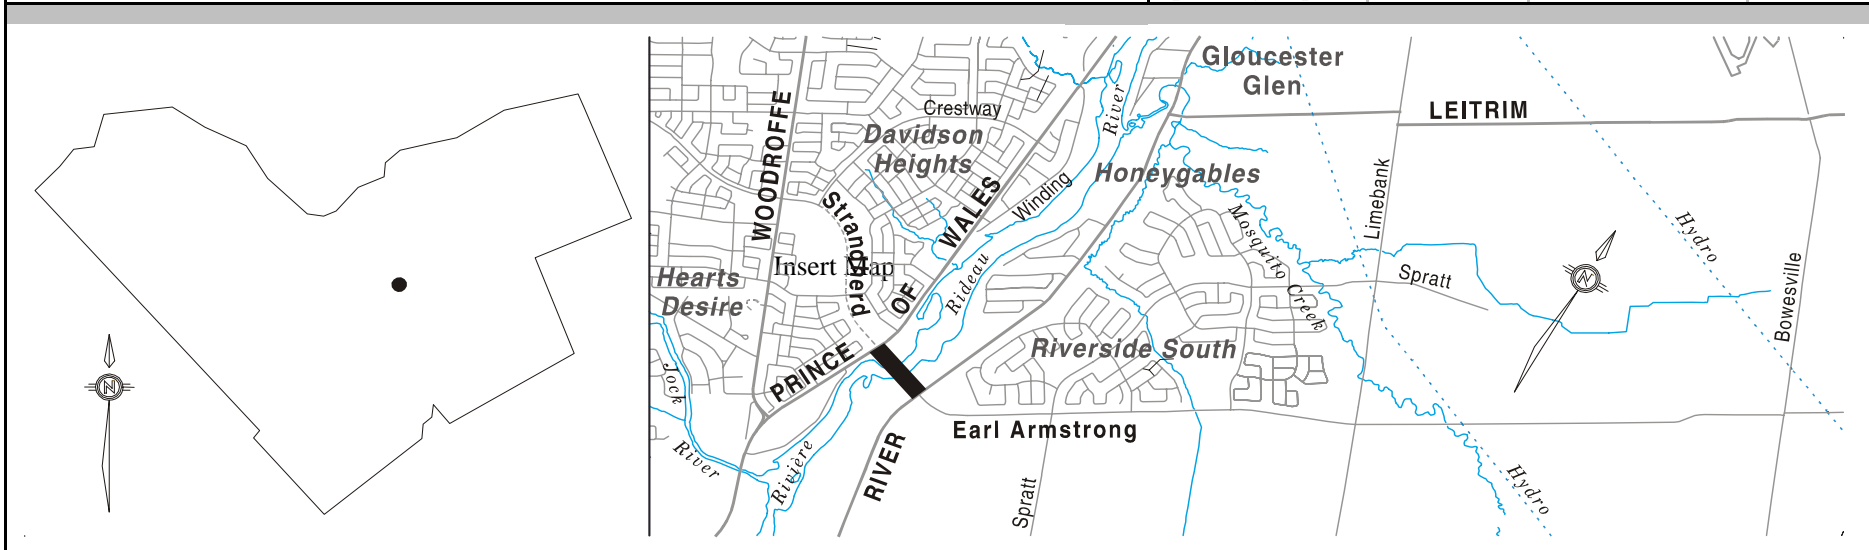 N
Gloucester
Glen
Crestway
LEITRIM
WOODROFFE
Davidson
Heights
River
Honeygables
Limebank
Strandherd
WALES
Winding
Mosquito Creek
Hydro
Insert Map
Hearts
Desire
OF
Rideau
Spratt
N
Bowesville
Riverside South
PRINCE
Jock
River
Earl Armstrong
RIVER
Rivière
Spratt
Hydro